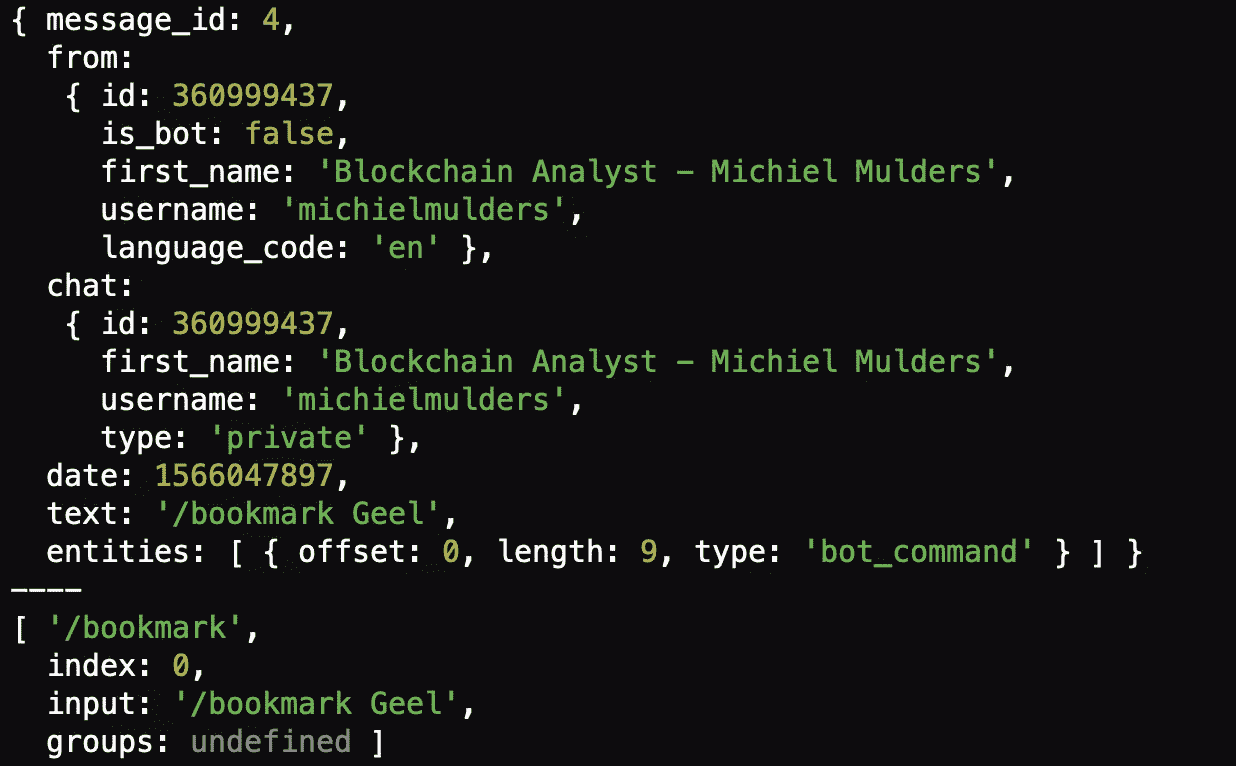 { message_id: 4,
  from:
   { id: 360999437,
     is_bot: false,
     first_name: 'Blockchain Analyst - Michiel Mulders',
     username: 'michielmulders',
     language_code: 'en' },
  chat:
   { id: 360999437,
     first_name: 'Blockchain Analyst - Michiel Mulders',
     username: 'michielmulders',
     type: 'private' },
  date: 1566047897,
  text: '/bookmark Geel',
  entities: [ { offset: 0, length: 9, type: 'bot_command' } ] }
----
[ '/bookmark',
  index: 0,
  input: '/bookmark Geel',
  groups: undefined ]